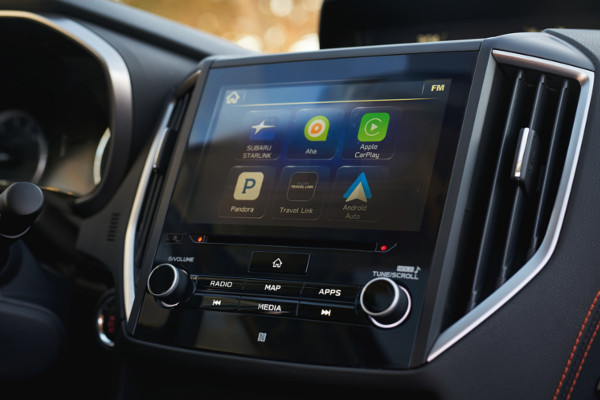 FM
SUBARU
STARLINK
Aha
Apple
CarPlay
P
Pandora
TRAVEL LINK
Travel Link
Android
Auto
VOLUME
TUNE/SCROLL
RADIO
MAP
APPS
MEDIA